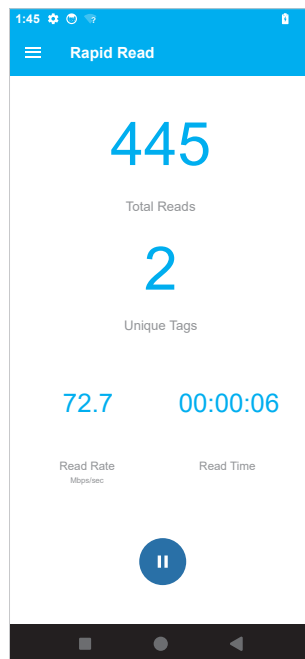 1:45
Rapid Read
445
Total Reads
2
Unique Tags
72.7 00:00:06
Read Rate Read Time
Mbps/sec